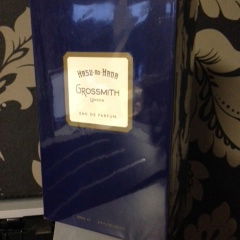 HASU-NO-HANA
GROSSMITH
LONDON
EAU DE PARFUM